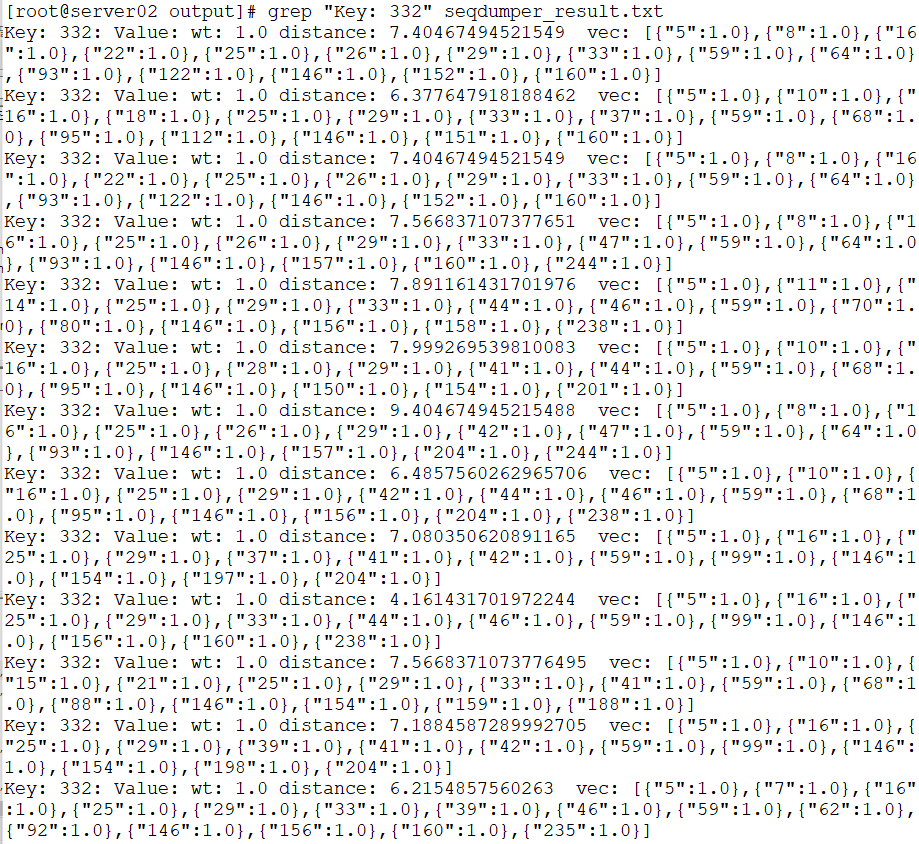 [root@server02 output]# grep "Key: 332" seqdumper_result.txt
Key: 332: Value: wt: 1.0 distance: 7.40467494521549  vec: [{"5":1.0},{"8":1.0},{"16
":1.0},{"22":1.0},{"25":1.0},{"26":1.0},{"29":1.0},{"33":1.0},{"59":1.0},{"64":1.0}
,{"93":1.0},{"122":1.0},{"146":1.0},{"152":1.0},{"160":1.0}]
Key: 332: Value: wt: 1.0 distance: 6.377647918188462  vec: [{"5":1.0},{"10":1.0},{"
16":1.0},{"18":1.0},{"25":1.0},{"29":1.0},{"33":1.0},{"37":1.0},{"59":1.0},{"68":1.
0},{"95":1.0},{"112":1.0},{"146":1.0},{"151":1.0},{"160":1.0}]
Key: 332: Value: wt: 1.0 distance: 7.40467494521549  vec: [{"5":1.0},{"8":1.0},{"16
":1.0},{"22":1.0},{"25":1.0},{"26":1.0},{"29":1.0},{"33":1.0},{"59":1.0},{"64":1.0}
,{"93":1.0},{"122":1.0},{"146":1.0},{"152":1.0},{"160":1.0}]
Key: 332: Value: wt: 1.0 distance: 7.566837107377651  vec: [{"5":1.0},{"8":1.0},{"1
6":1.0},{"25":1.0},{"26":1.0},{"29":1.0},{"33":1.0},{"47":1.0},{"59":1.0},{"64":1.0
},{"93":1.0},{"146":1.0},{"157":1.0},{"160":1.0},{"244":1.0}]
Key: 332: Value: wt: 1.0 distance: 7.891161431701976  vec: [{"5":1.0},{"11":1.0},{"
14":1.0},{"25":1.0},{"29":1.0},{"33":1.0},{"44":1.0},{"46":1.0},{"59":1.0},{"70":1.
0},{"80":1.0},{"146":1.0},{"156":1.0},{"158":1.0},{"238":1.0}]
Key: 332: Value: wt: 1.0 distance: 7.999269539810083  vec: [{"5":1.0},{"10":1.0},{"
16":1.0},{"25":1.0},{"28":1.0},{"29":1.0},{"41":1.0},{"44":1.0},{"59":1.0},{"68":1.
0},{"95":1.0},{"146":1.0},{"150":1.0},{"154":1.0},{"201":1.0}]
Key: 332: Value: wt: 1.0 distance: 9.404674945215488  vec: [{"5":1.0},{"8":1.0},{"1
6":1.0},{"25":1.0},{"26":1.0},{"29":1.0},{"42":1.0},{"47":1.0},{"59":1.0},{"64":1.0
},{"93":1.0},{"146":1.0},{"157":1.0},{"204":1.0},{"244":1.0}]
Key: 332: Value: wt: 1.0 distance: 6.4857560262965706  vec: [{"5":1.0},{"10":1.0},{
"16":1.0},{"25":1.0},{"29":1.0},{"42":1.0},{"44":1.0},{"46":1.0},{"59":1.0},{"68":1
.0},{"95":1.0},{"146":1.0},{"156":1.0},{"204":1.0},{"238":1.0}]
Key: 332: Value: wt: 1.0 distance: 7.080350620891165  vec: [{"5":1.0},{"16":1.0},{"
25":1.0},{"29":1.0},{"37":1.0},{"41":1.0},{"42":1.0},{"59":1.0},{"99":1.0},{"146":1
.0},{"154":1.0},{"197":1.0},{"204":1.0}]
Key: 332: Value: wt: 1.0 distance: 4.161431701972244  vec: [{"5":1.0},{"16":1.0},{"
25":1.0},{"29":1.0},{"33":1.0},{"44":1.0},{"46":1.0},{"59":1.0},{"99":1.0},{"146":1
.0},{"156":1.0},{"160":1.0},{"238":1.0}]
Key: 332: Value: wt: 1.0 distance: 7.5668371073776495  vec: [{"5":1.0},{"10":1.0},{
"15":1.0},{"21":1.0},{"25":1.0},{"29":1.0},{"33":1.0},{"41":1.0},{"59":1.0},{"68":1
.0},{"88":1.0},{"146":1.0},{"154":1.0},{"159":1.0},{"188":1.0}]
Key: 332: Value: wt: 1.0 distance: 7.1884587289992705  vec: [{"5":1.0},{"16":1.0},{
"25":1.0},{"29":1.0},{"39":1.0},{"41":1.0},{"42":1.0},{"59":1.0},{"99":1.0},{"146":
1.0},{"154":1.0},{"198":1.0},{"204":1.0}]
Key: 332: Value: wt: 1.0 distance: 6.2154857560263  vec: [{"5":1.0},{"7":1.0},{"16"
:1.0},{"25":1.0},{"29":1.0},{"33":1.0},{"39":1.0},{"46":1.0},{"59":1.0},{"62":1.0},
{"92":1.0},{"146":1.0},{"156":1.0},{"160":1.0},{"235":1.0}]